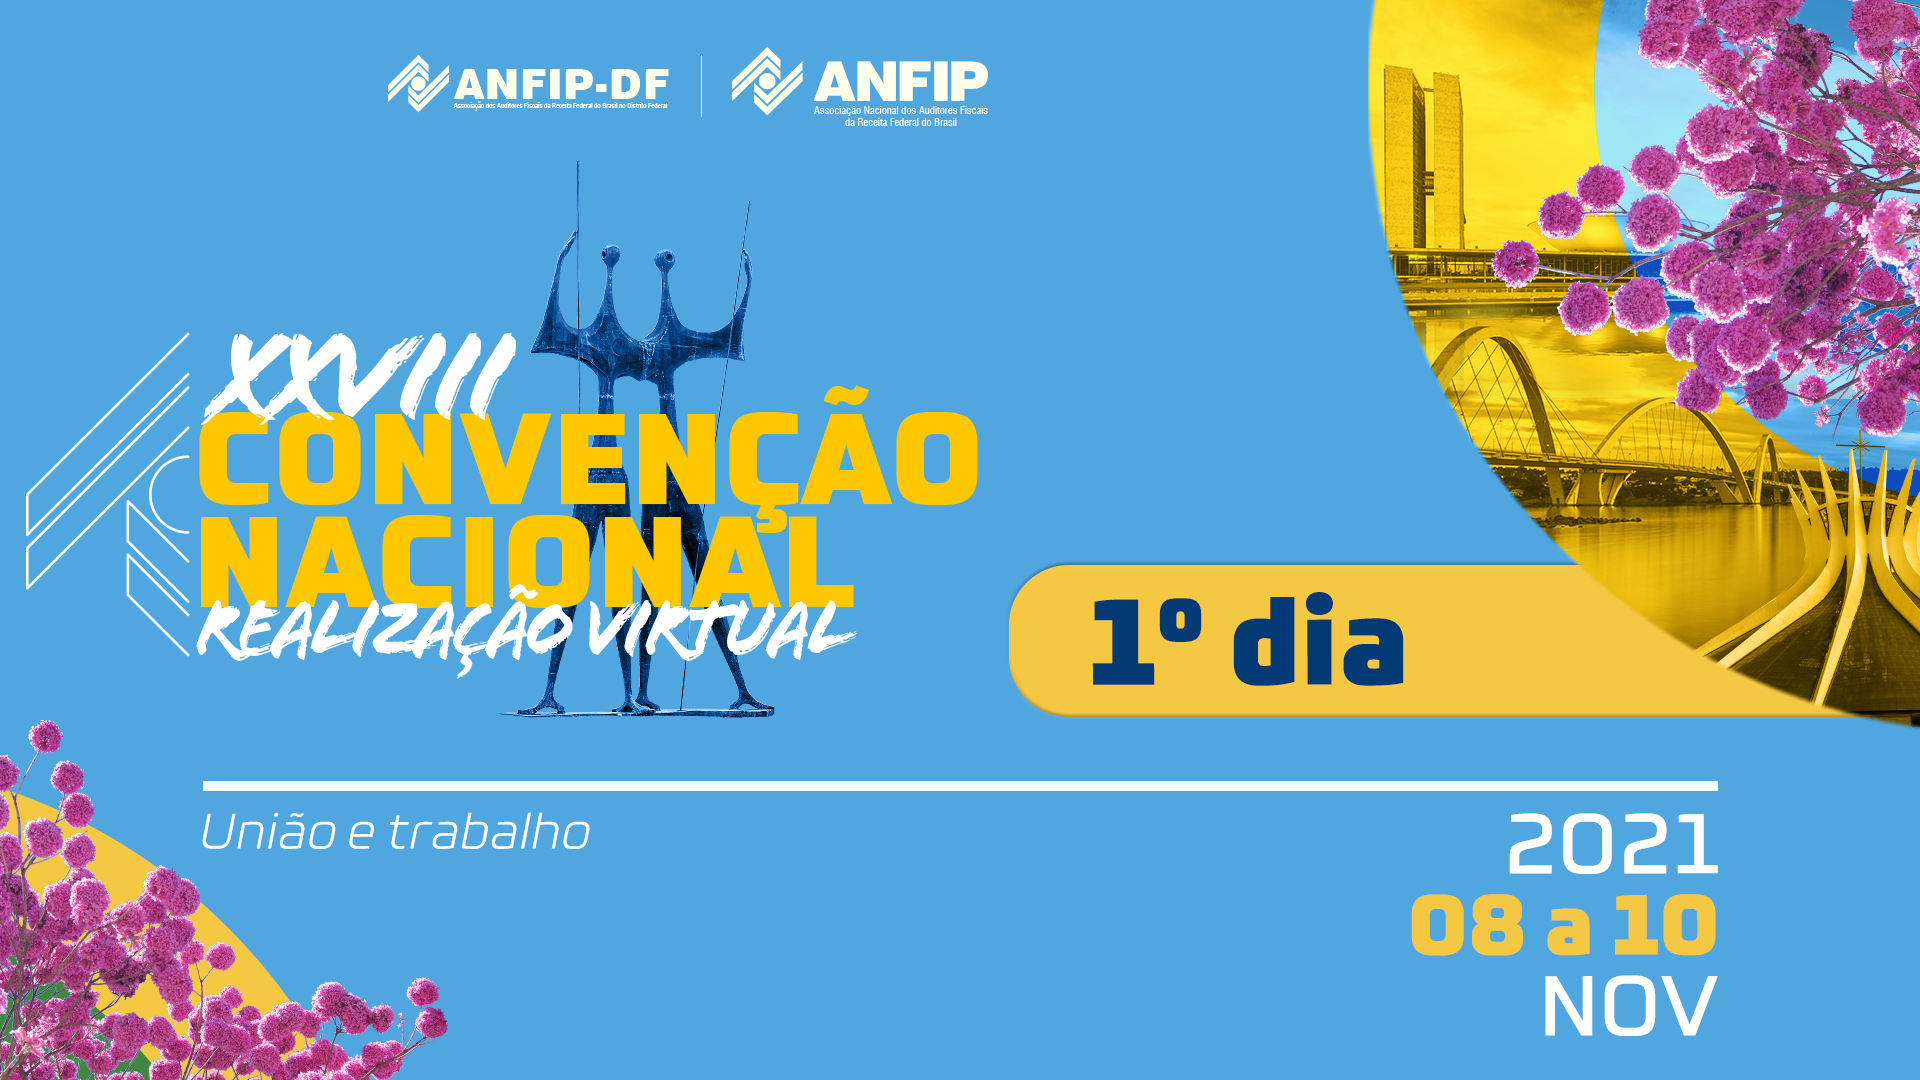 ANFIP-DF
Associação dos Auditores Fiscais da Receita Federal do Brasil no Distrito Federal
ANFIP
Associação Nacional dos Auditores Fiscais
da Receita Federal do Brasil
XXVIII
CONVENÇÃO
NACIONAL
REALIZAÇÃO VIRTUAL
1º dia
União e trabalho
2021
08 a 10
NOV